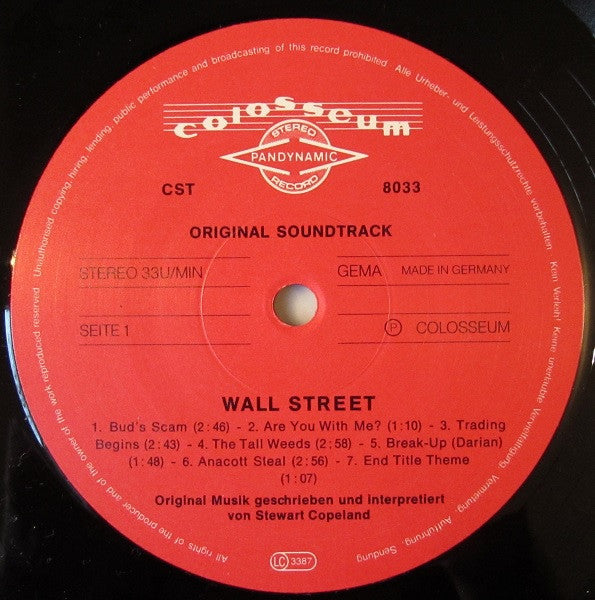 Colosseum
STEREO
PANDYNAMIC
RECORD
CST 8033
ORIGINAL SOUNDTRACK
STEREO 33U/MIN GEMA MADE IN GERMANY
SEITE 1 Ⓟ COLOSSEUM
WALL STREET
1. Bud's Scam (2:46) - 2. Are You With Me? (1:10) - 3. Trading
Begins (2:43) - 4. The Tall Weeds (2:58) - 5. Break-Up (Darian)
(1:48) - 6. Anacott Steal (2:56) - 7. End Title Theme
(1:07)
Original Musik geschrieben und interpretiert
von Stewart Copeland
LC 3387
All rights of the producer and of the owner of the work reproduced reserved. Unauthorised copying, hiring, lending, public performance and broadcasting of this record prohibited. Alle Urheber- und Leistungsschutzrechte vorbehalten. Kein Verleih! Keine unerlaubte Vervielfältigung, Vermietung, Aufführung, Sendung